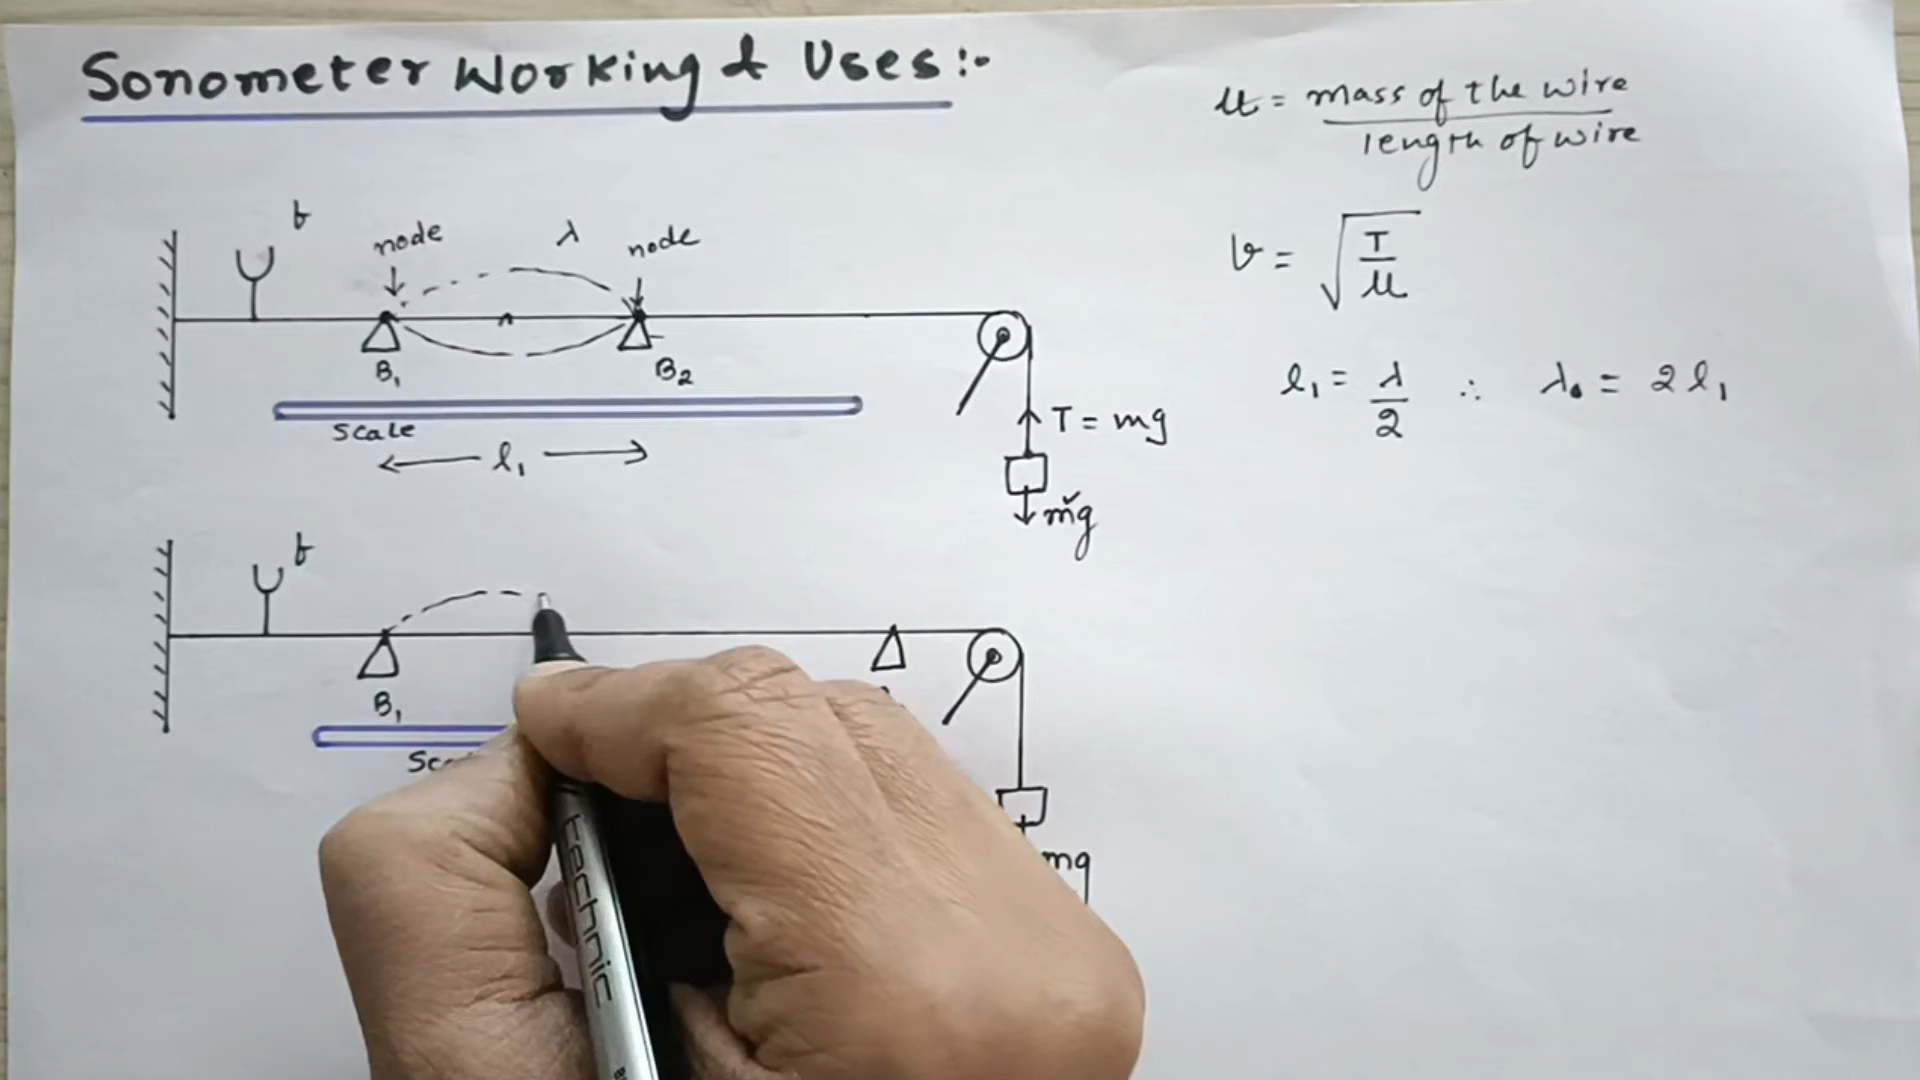 Sonometer Working & Uses:-
μ = mass of the wire
length of wire
f
node
λ
node
v = √T/μ
B₁
B₂
l₁ = λ/2 ∴ λ. = 2l₁
Scale
T = mg
l₁
mg
f
B₁
mg
technic